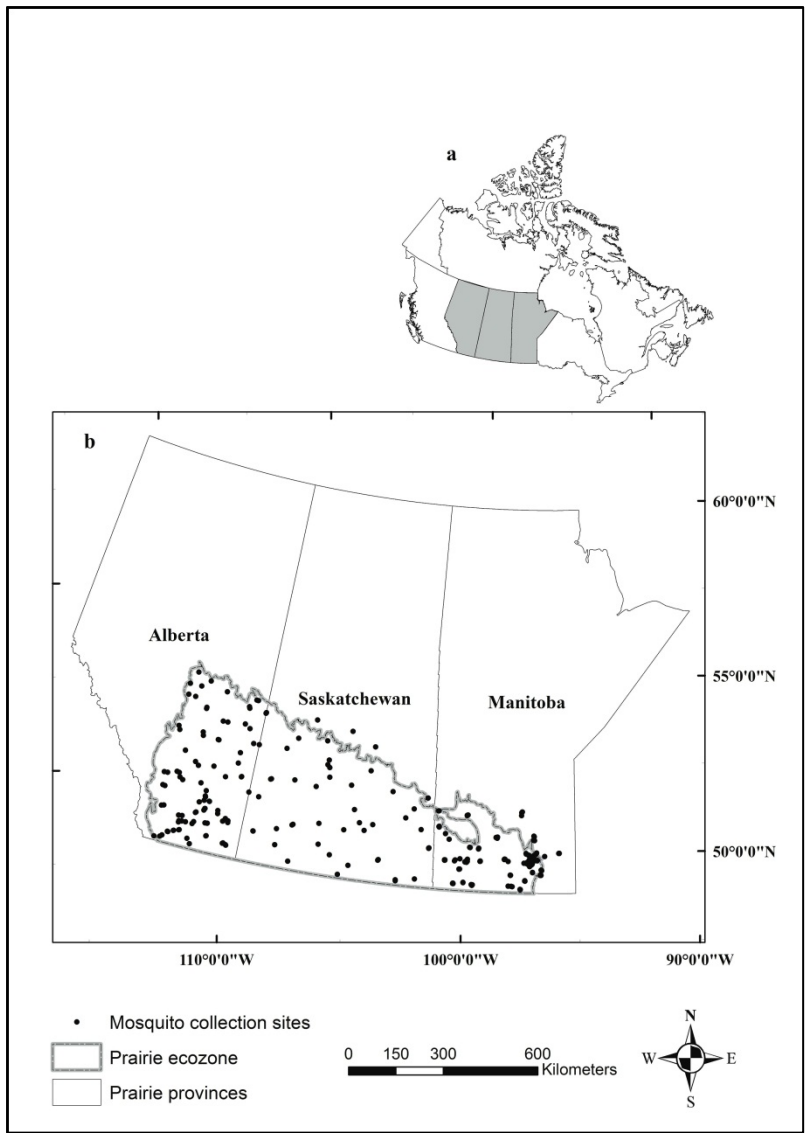 a
b
60°0'0"N
Alberta
55°0'0"N
Saskatchewan
Manitoba
50°0'0"N
110°0'0"W 100°0'0"W 90°0'0"W
Mosquito collection sites
Prairie ecozone
Prairie provinces
0 150 300 600
Kilometers
N
W E
S